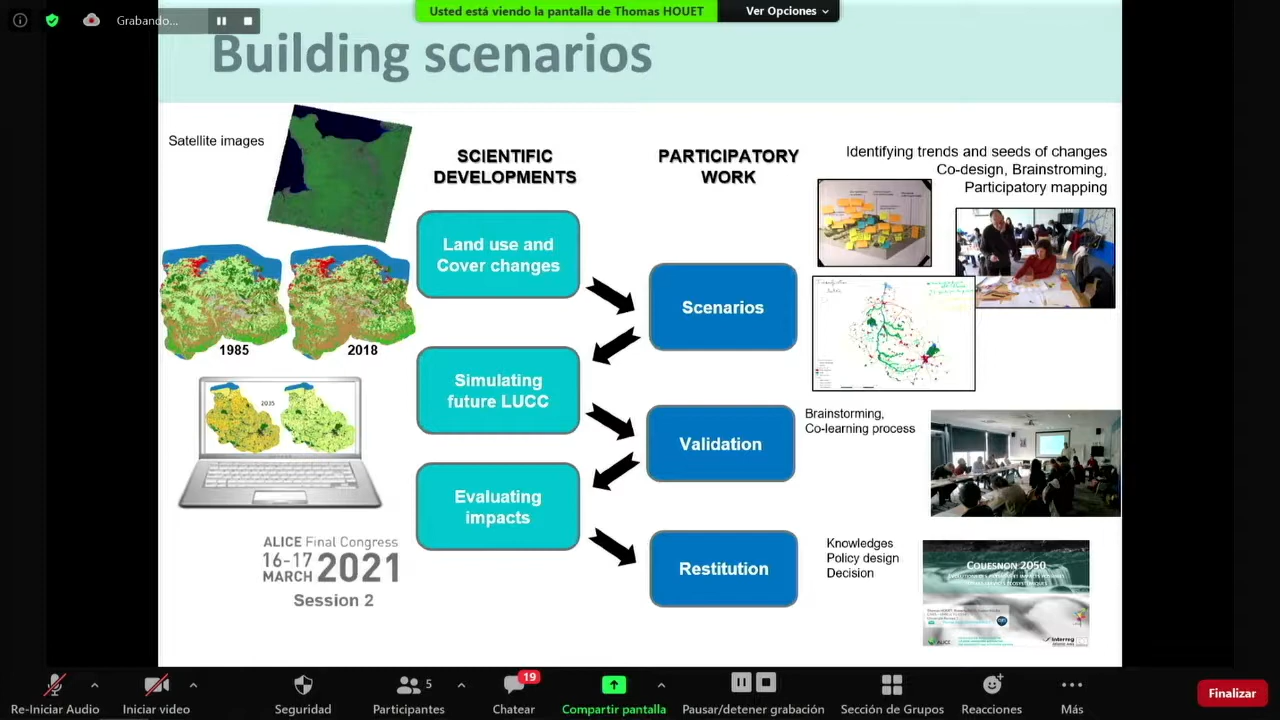 Grabando...
Usted está viendo la pantalla de Thomas HOUET
Ver Opciones
Building scenarios
Satellite images
SCIENTIFIC
DEVELOPMENTS
PARTICIPATORY
WORK
Identifying trends and seeds of changes
Co-design, Brainstroming,
Participatory mapping
Land use and
Cover changes
Scenarios
1985
2018
Simulating
future LUCC
2035
Validation
Brainstorming,
Co-learning process
Evaluating
impacts
Restitution
Knowledges
Policy design
Decision
COUESNON 2050
ALICE
Interreg
ALICE Final Congress
16-17
MARCH
2021
Session 2
Re-Iniciar Audio
Iniciar video
Seguridad
5
Participantes
19
Chatear
Compartir pantalla
Pausar/detener grabación
Sección de Grupos
Reacciones
Más
Finalizar